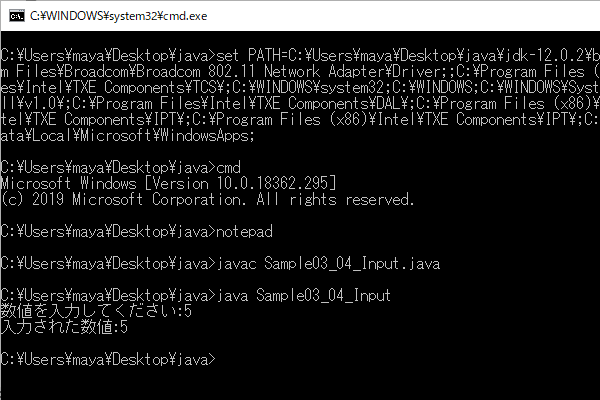 C:¥WINDOWS¥system32¥cmd.exe
C:¥Users¥maya¥Desktop¥java>set PATH=C:¥Users¥maya¥Desktop¥java¥jdk-12.0.2¥b
m Files¥Broadcom¥Broadcom 802.11 Network Adapter¥Driver;;C:¥Program Files (
es¥Intel¥TXE Components¥TCS¥;C:¥WINDOWS¥system32;C:¥WINDOWS;C:¥WINDOWS¥Syst
ll¥v1.0¥;C:¥Program Files¥Intel¥TXE Components¥DAL¥;C:¥Program Files (x86)¥
tel¥TXE Components¥IPT¥;C:¥Program Files (x86)¥Intel¥TXE Components¥IPT¥;C:
ata¥Local¥Microsoft¥WindowsApps;
C:¥Users¥maya¥Desktop¥java>cmd
Microsoft Windows [Version 10.0.18362.295]
(c) 2019 Microsoft Corporation. All rights reserved.
C:¥Users¥maya¥Desktop¥java>notepad
C:¥Users¥maya¥Desktop¥java>javac Sample03_04_Input.java
C:¥Users¥maya¥Desktop¥java>java Sample03_04_Input
数値を入力してください:5
入力された数値:5
C:¥Users¥maya¥Desktop¥java>